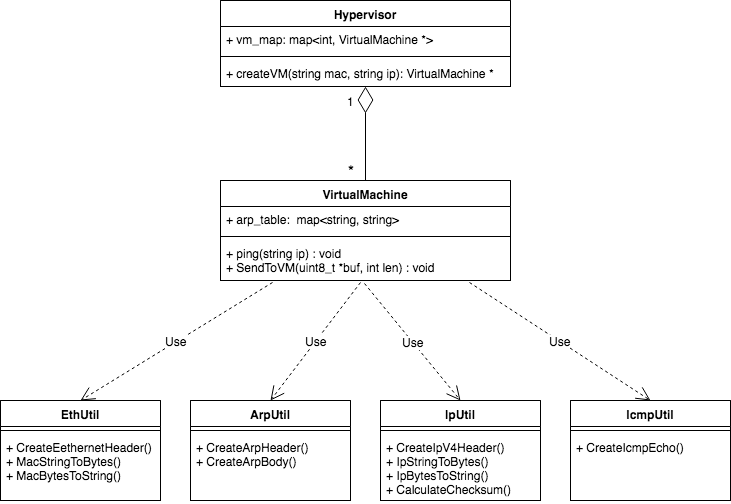 Hypervisor
+ vm_map: map<int, VirtualMachine *>
+ createVM(string mac, string ip): VirtualMachine *
1
*
VirtualMachine
+ arp_table:  map<string, string>
+ ping(string ip) : void
+ SendToVM(uint8_t *buf, int len) : void
Use
Use
Use
Use
EthUtil
+ CreateEethernetHeader()
+ MacStringToBytes()
+ MacBytesToString()
ArpUtil
+ CreateArpHeader()
+ CreateArpBody()
IpUtil
+ CreateIpV4Header()
+ IpStringToBytes()
+ IpBytesToString()
+ CalculateChecksum()
IcmpUtil
+ CreateIcmpEcho()